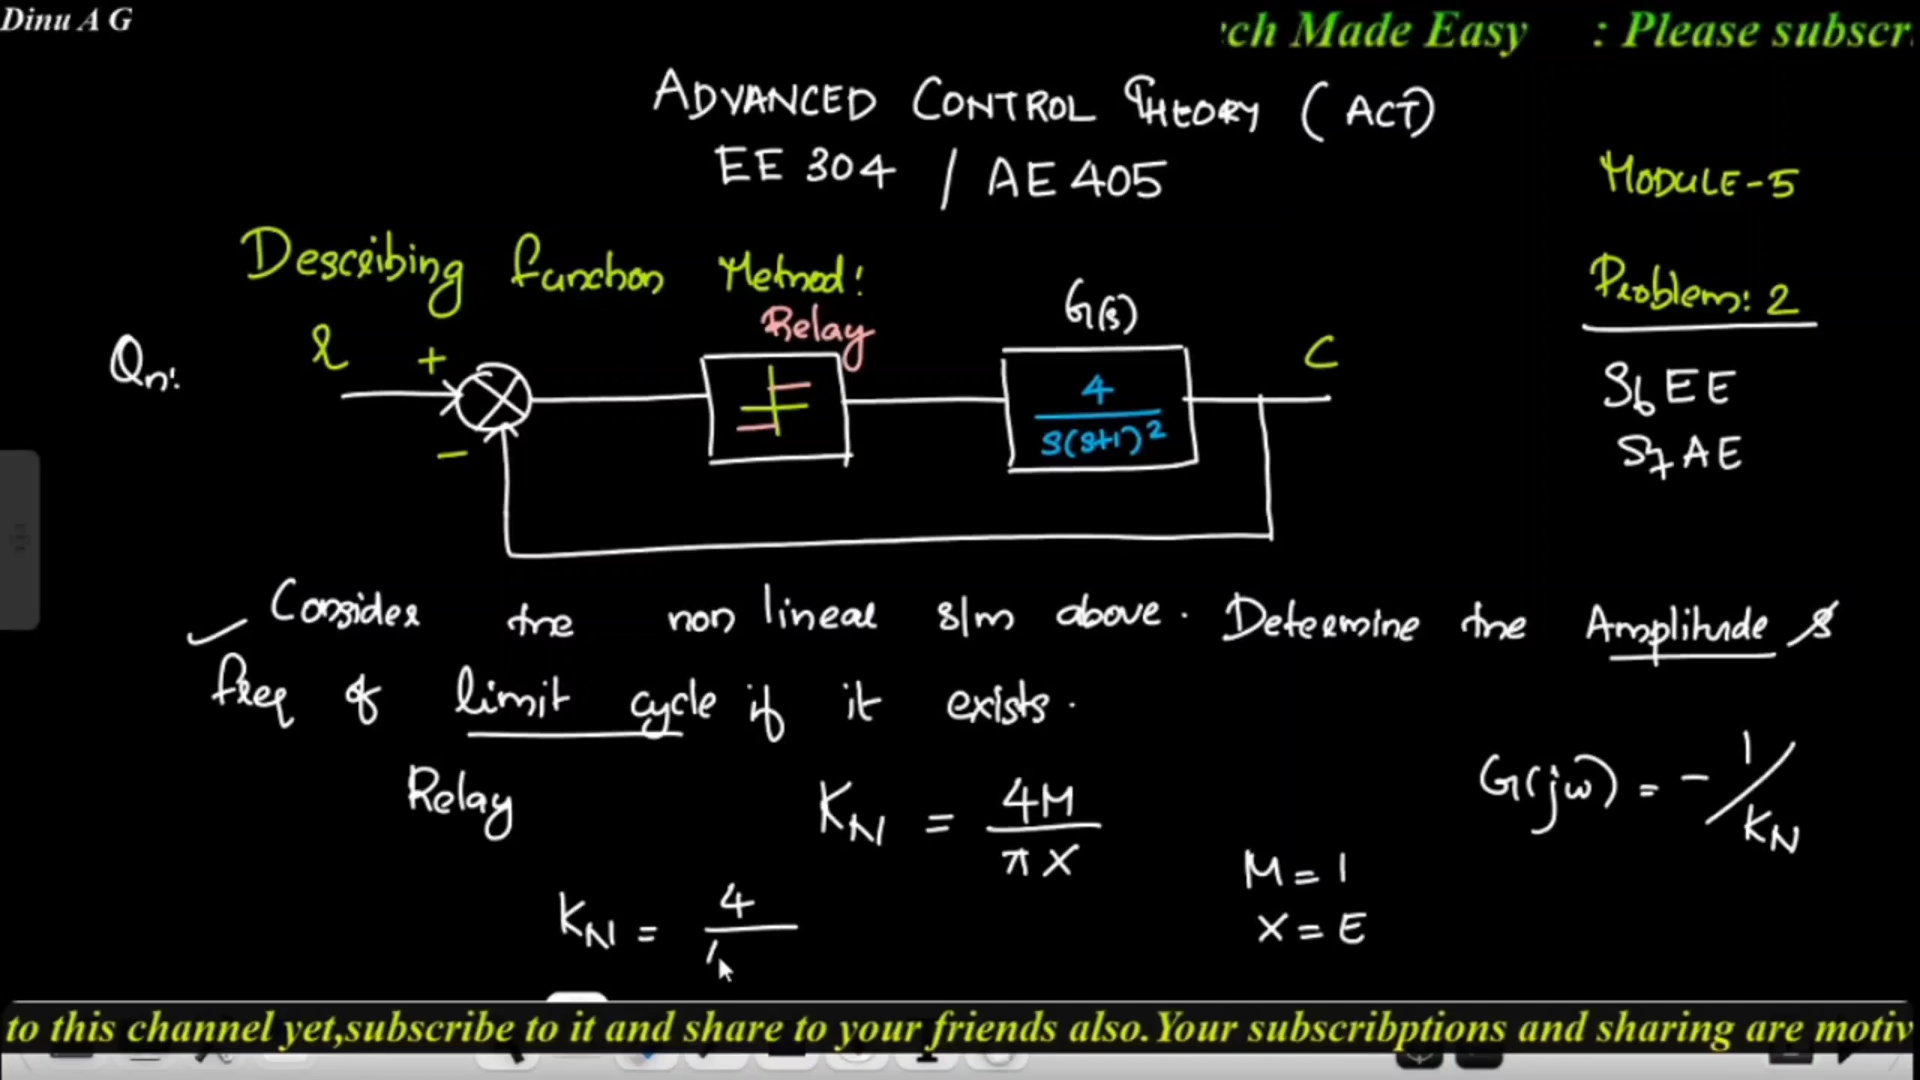 Dinu A G
ch Made Easy : Please subscr
ADVANCED CONTROL THEORY (ACT)
EE 304 / AE 405
MODULE-5
Describing function Method:
Problem: 2
Relay
G(s)
Qn:
r + C
4
S6 EE
s(s+1)²
S7 AE
-
Consider the non linear s/m above. Determine the Amplitude &
freq of limit cycle if it exists.
Relay
K_N = 4M / πX
G(jω) = -1/K_N
M = 1
K_N = 4
X = E
to this channel yet,subscribe to it and share to your friends also.Your subscribptions and sharing are motiv